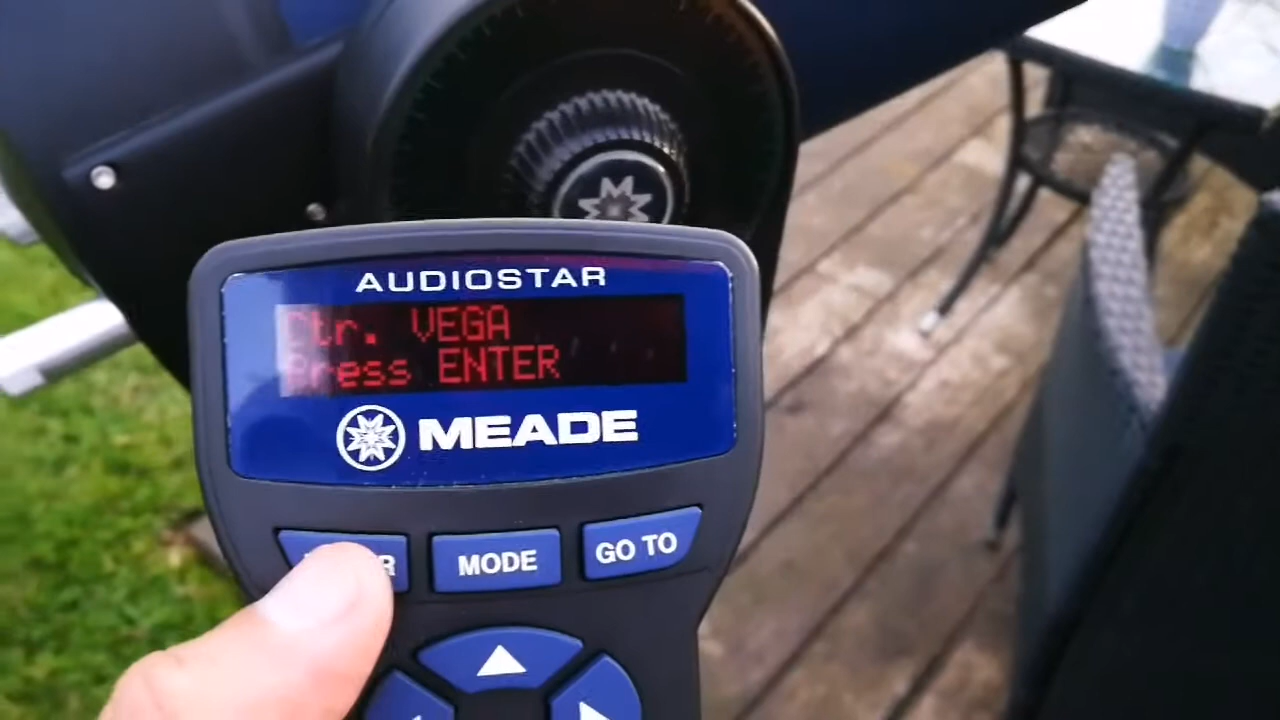 AUDIOSTAR
Ctr. VEGA
Press ENTER
MEADE
MODE
GO TO